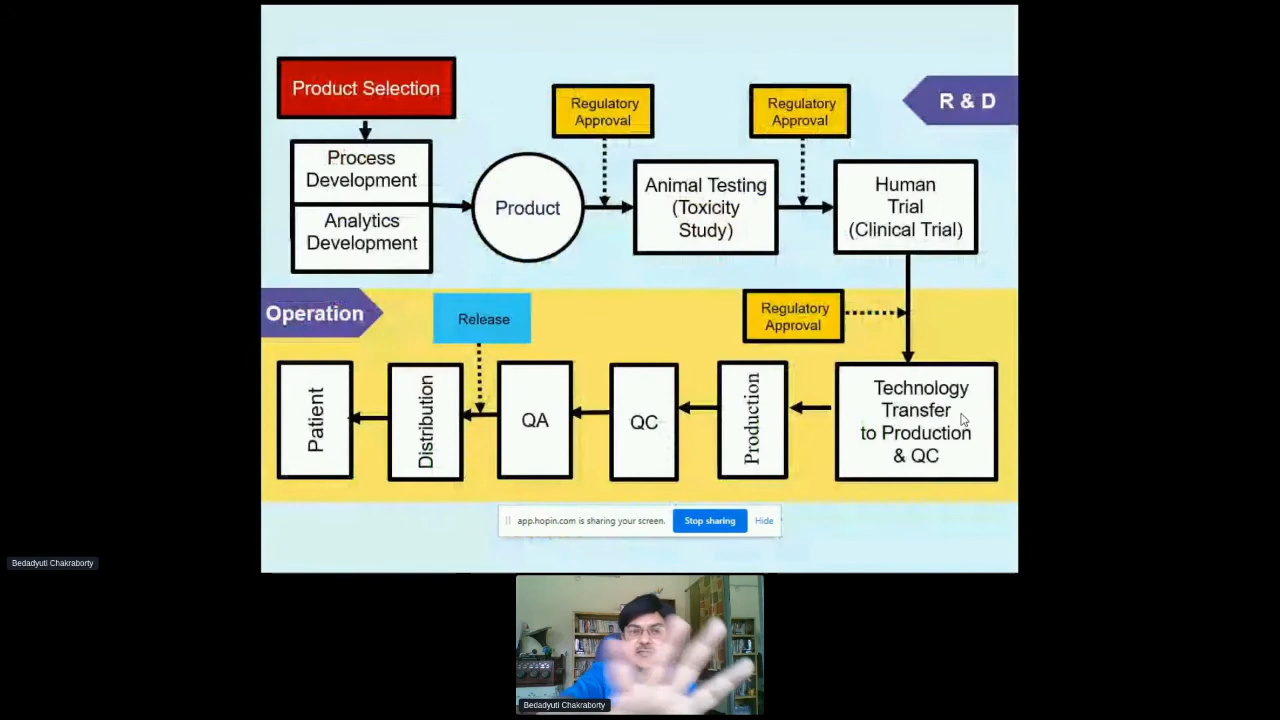 Product Selection
Regulatory
Approval
Regulatory
Approval
R & D
Process
Development
Analytics
Development
Product
Animal Testing
(Toxicity
Study)
Human
Trial
(Clinical Trial)
Operation
Release
Regulatory
Approval
Patient
Distribution
QA
QC
Production
Technology
Transfer
to Production
& QC
app.hopin.com is sharing your screen.
Stop sharing
Hide
Bedadyuti Chakraborty
Bedadyuti Chakraborty